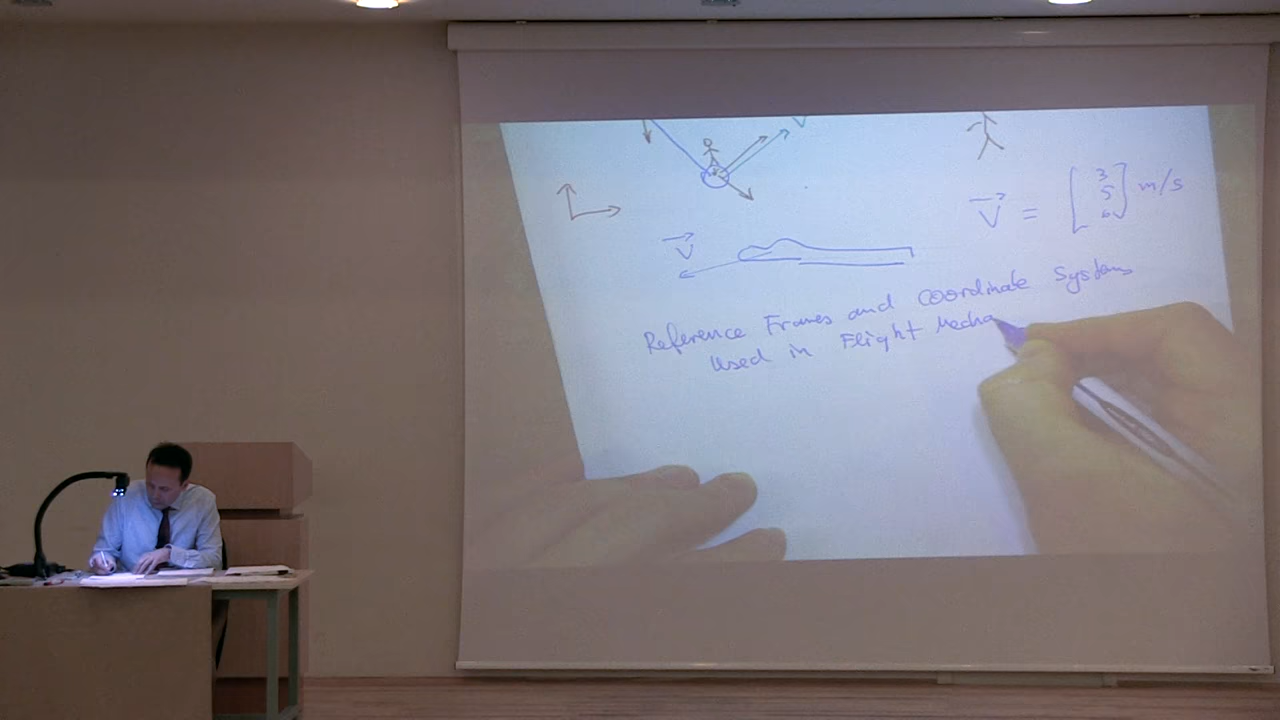 V
V = [3 5 6] m/s
V
Reference Frames and Coordinate Systems
Used in Flight Mecha